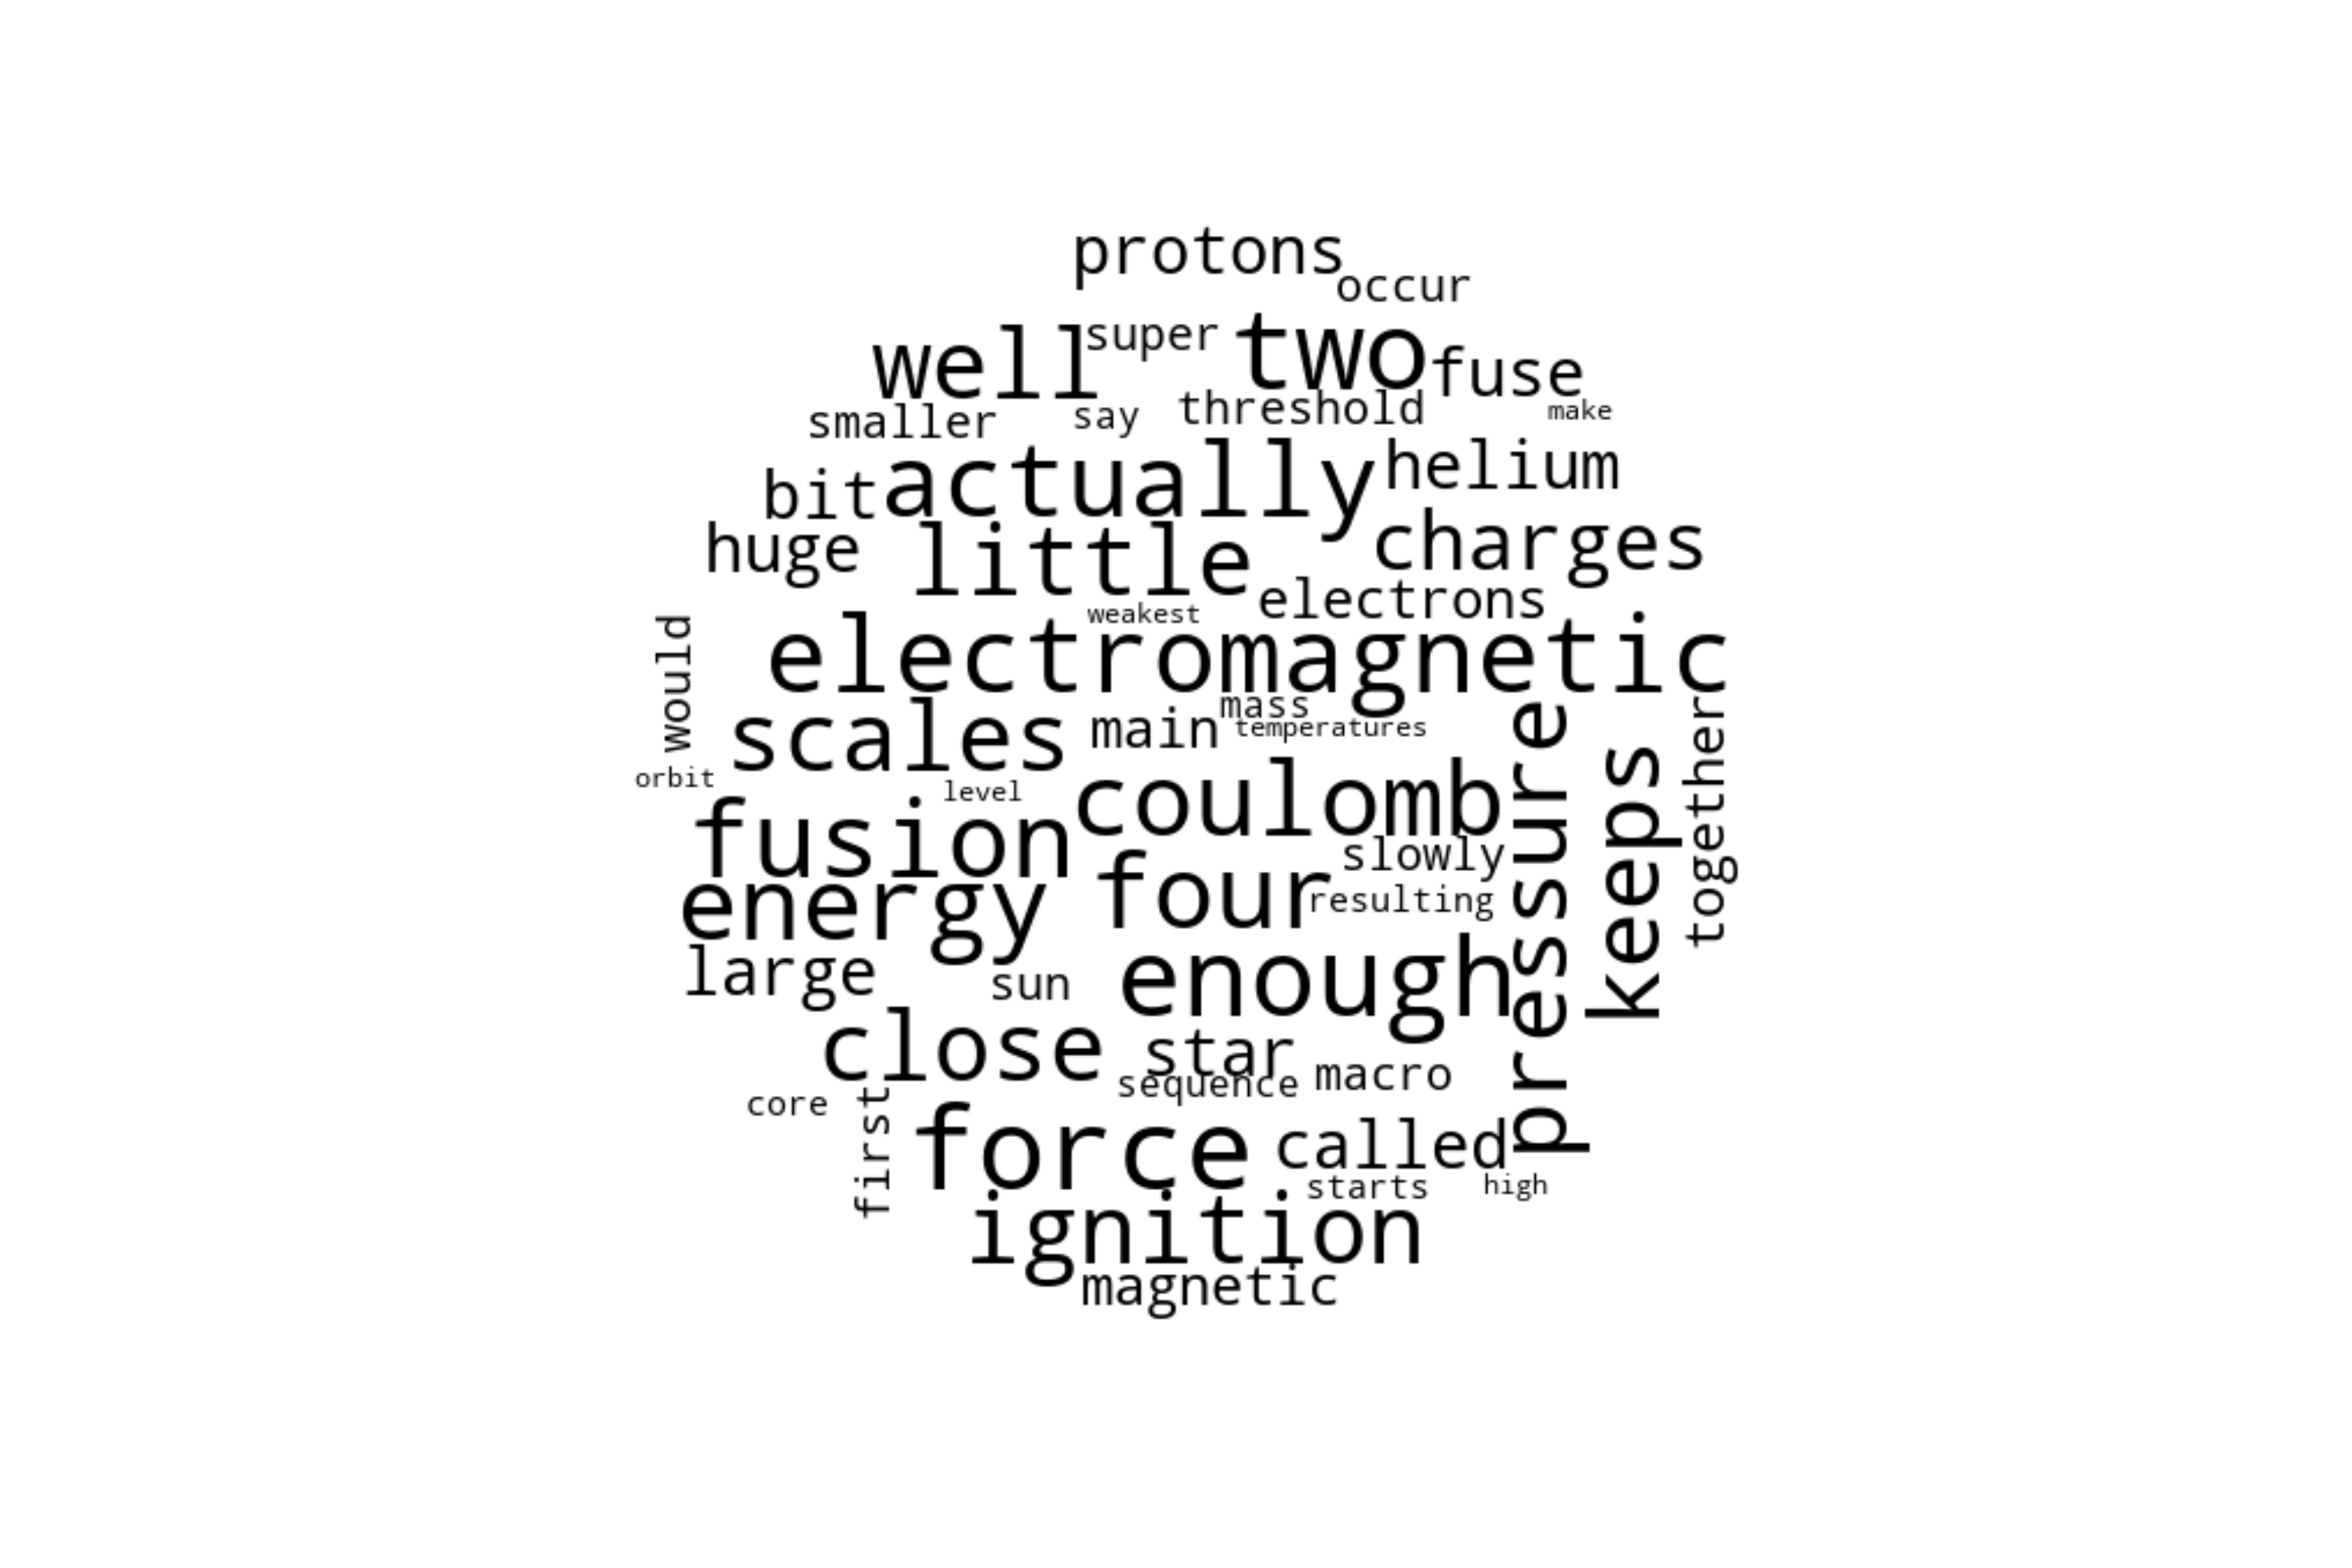 protons
occur
well super two fuse
smaller say threshold make
bit actually helium
huge little charges
weakest electrons
would electromagnetic
scales main mass
temperatures
orbit level coulomb pressure keeps together
fusion slowly
energy four resulting
large sun enough
close star
sequence macro
core first
force called
starts high
ignition
magnetic